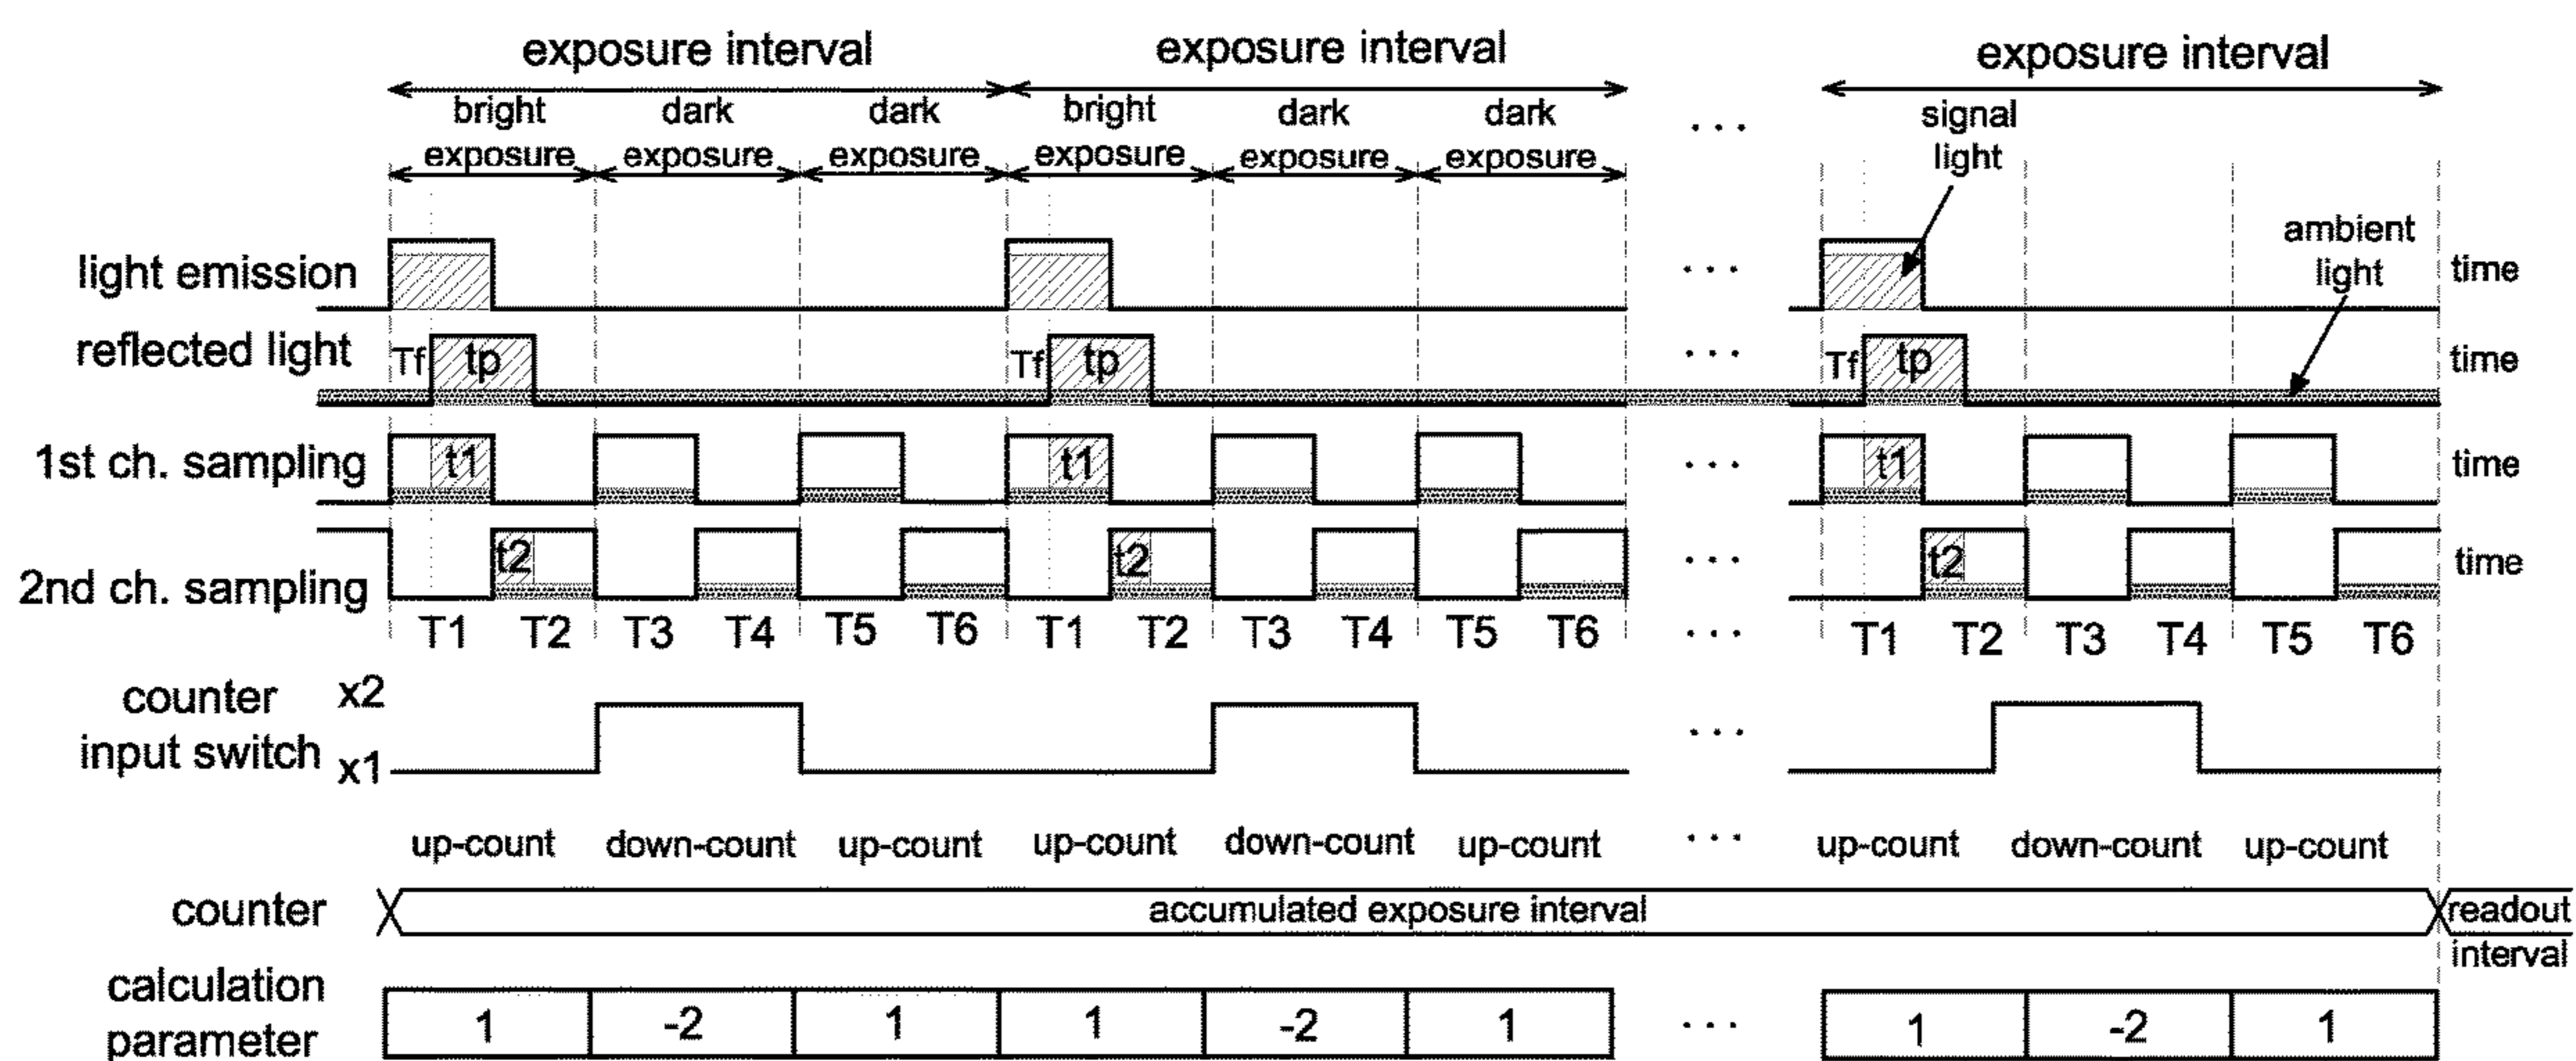 exposure interval exposure interval exposure interval
bright dark dark bright dark dark ... signal
exposure exposure exposure exposure exposure exposure light
ambient
light emission ... light time
reflected light Tf tp Tf tp ... Tf tp time
1st ch. sampling t1 t1 ... t1 time
t2 t2 ... t2 time
2nd ch. sampling
T1 T2 T3 T4 T5 T6 T1 T2 T3 T4 T5 T6 ... T1 T2 T3 T4 T5 T6
counter x2
input switch x1 ...
up-count down-count up-count up-count down-count up-count ... up-count down-count up-count
counter accumulated exposure interval readout
interval
calculation
parameter 1 -2 1 1 -2 1 ... 1 -2 1